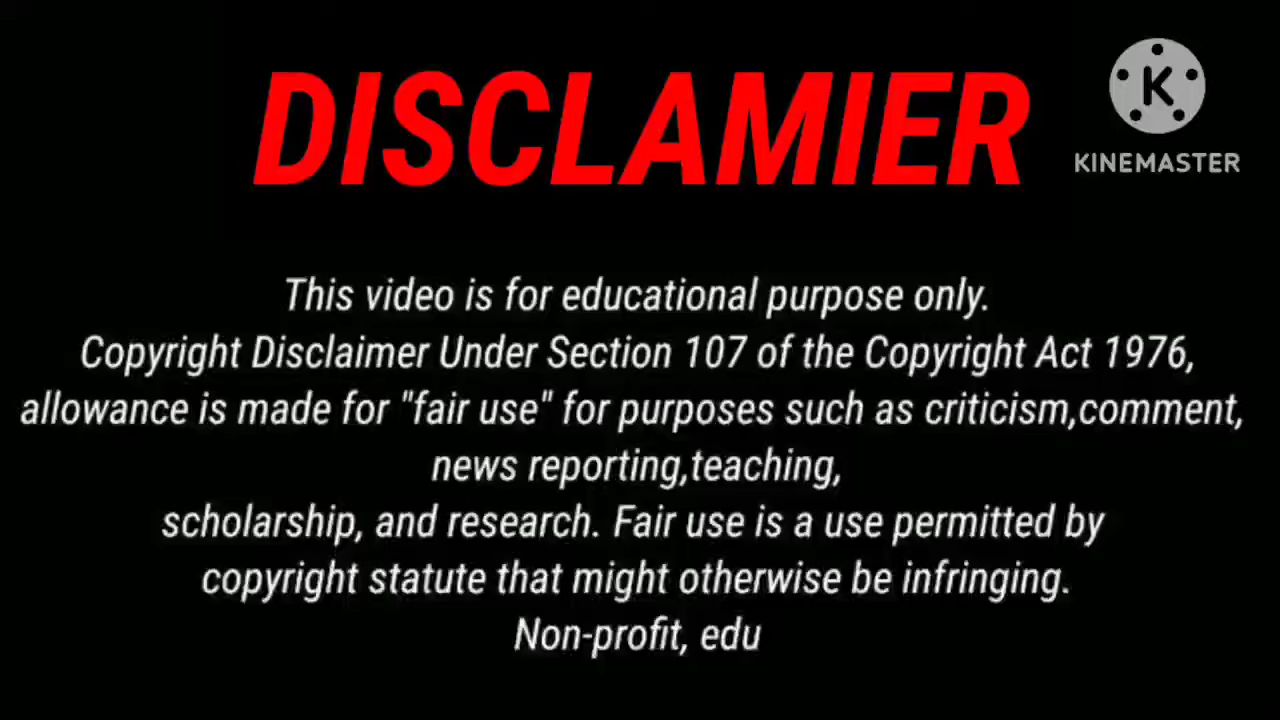 DISCLAMIER
K
KINEMASTER
This video is for educational purpose only.
Copyright Disclaimer Under Section 107 of the Copyright Act 1976,
allowance is made for "fair use" for purposes such as criticism,comment,
news reporting,teaching,
scholarship, and research. Fair use is a use permitted by
copyright statute that might otherwise be infringing.
Non-profit, edu